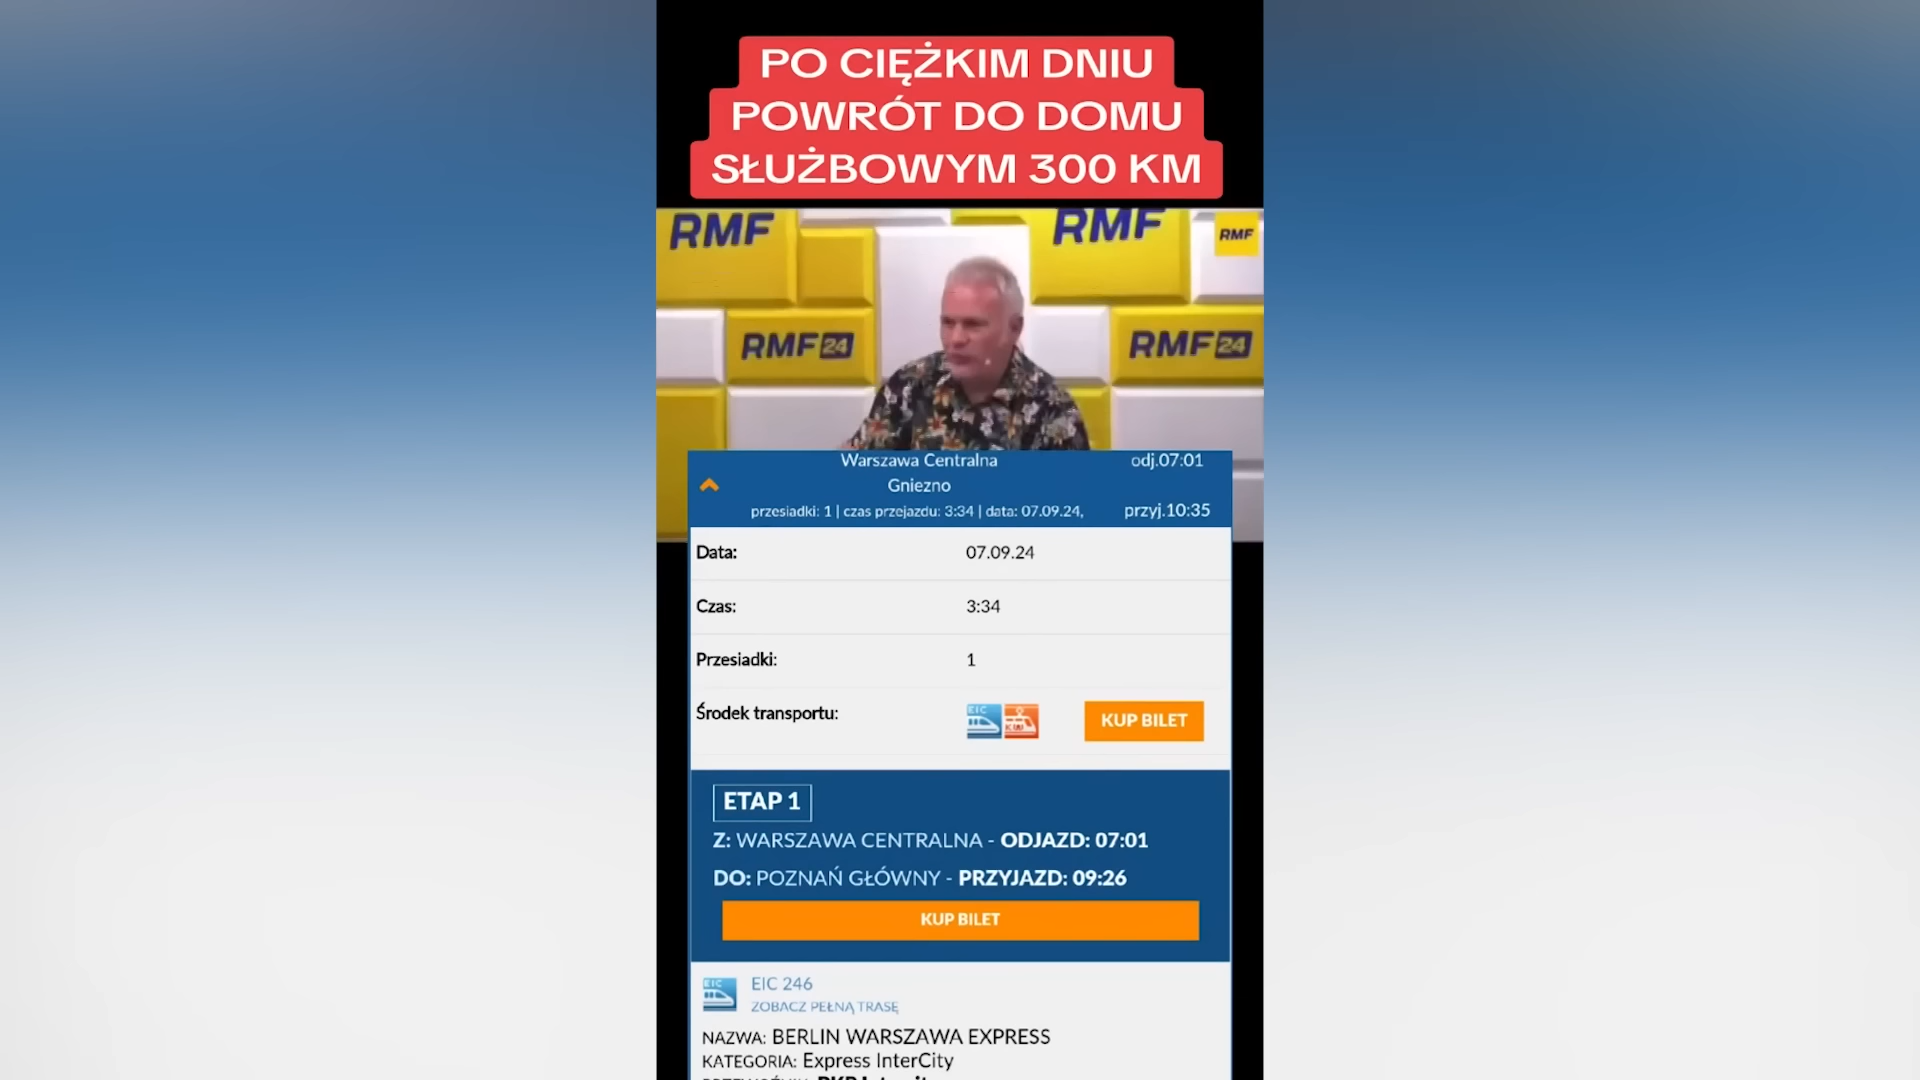 PO CIĘŻKIM DNIU
POWRÓT DO DOMU
SŁUŻBOWYM 300 KM
RMF
RMF
RMF
RMF24
RMF24
Warszawa Centralna
odj.07:01
Gniezno
przesiadki: 1 | czas przejazdu: 3:34 | data: 07.09.24,
przyj.10:35
Data: 07.09.24
Czas: 3:34
Przesiadki: 1
Środek transportu:
EIC
KW
KUP BILET
ETAP 1
Z: WARSZAWA CENTRALNA - ODJAZD: 07:01
DO: POZNAŃ GŁÓWNY - PRZYJAZD: 09:26
KUP BILET
EIC
EIC 246
ZOBACZ PEŁNĄ TRASĘ
NAZWA: BERLIN WARSZAWA EXPRESS
KATEGORIA: Express InterCity